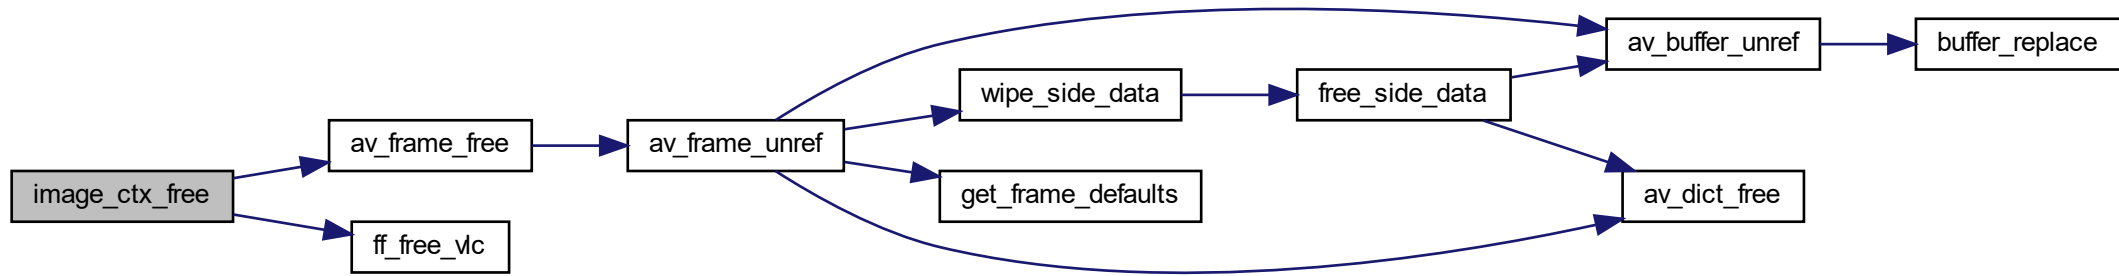 image_ctx_free
av_frame_free
ff_free_vlc
av_frame_unref
wipe_side_data
get_frame_defaults
free_side_data
av_buffer_unref
av_dict_free
buffer_replace